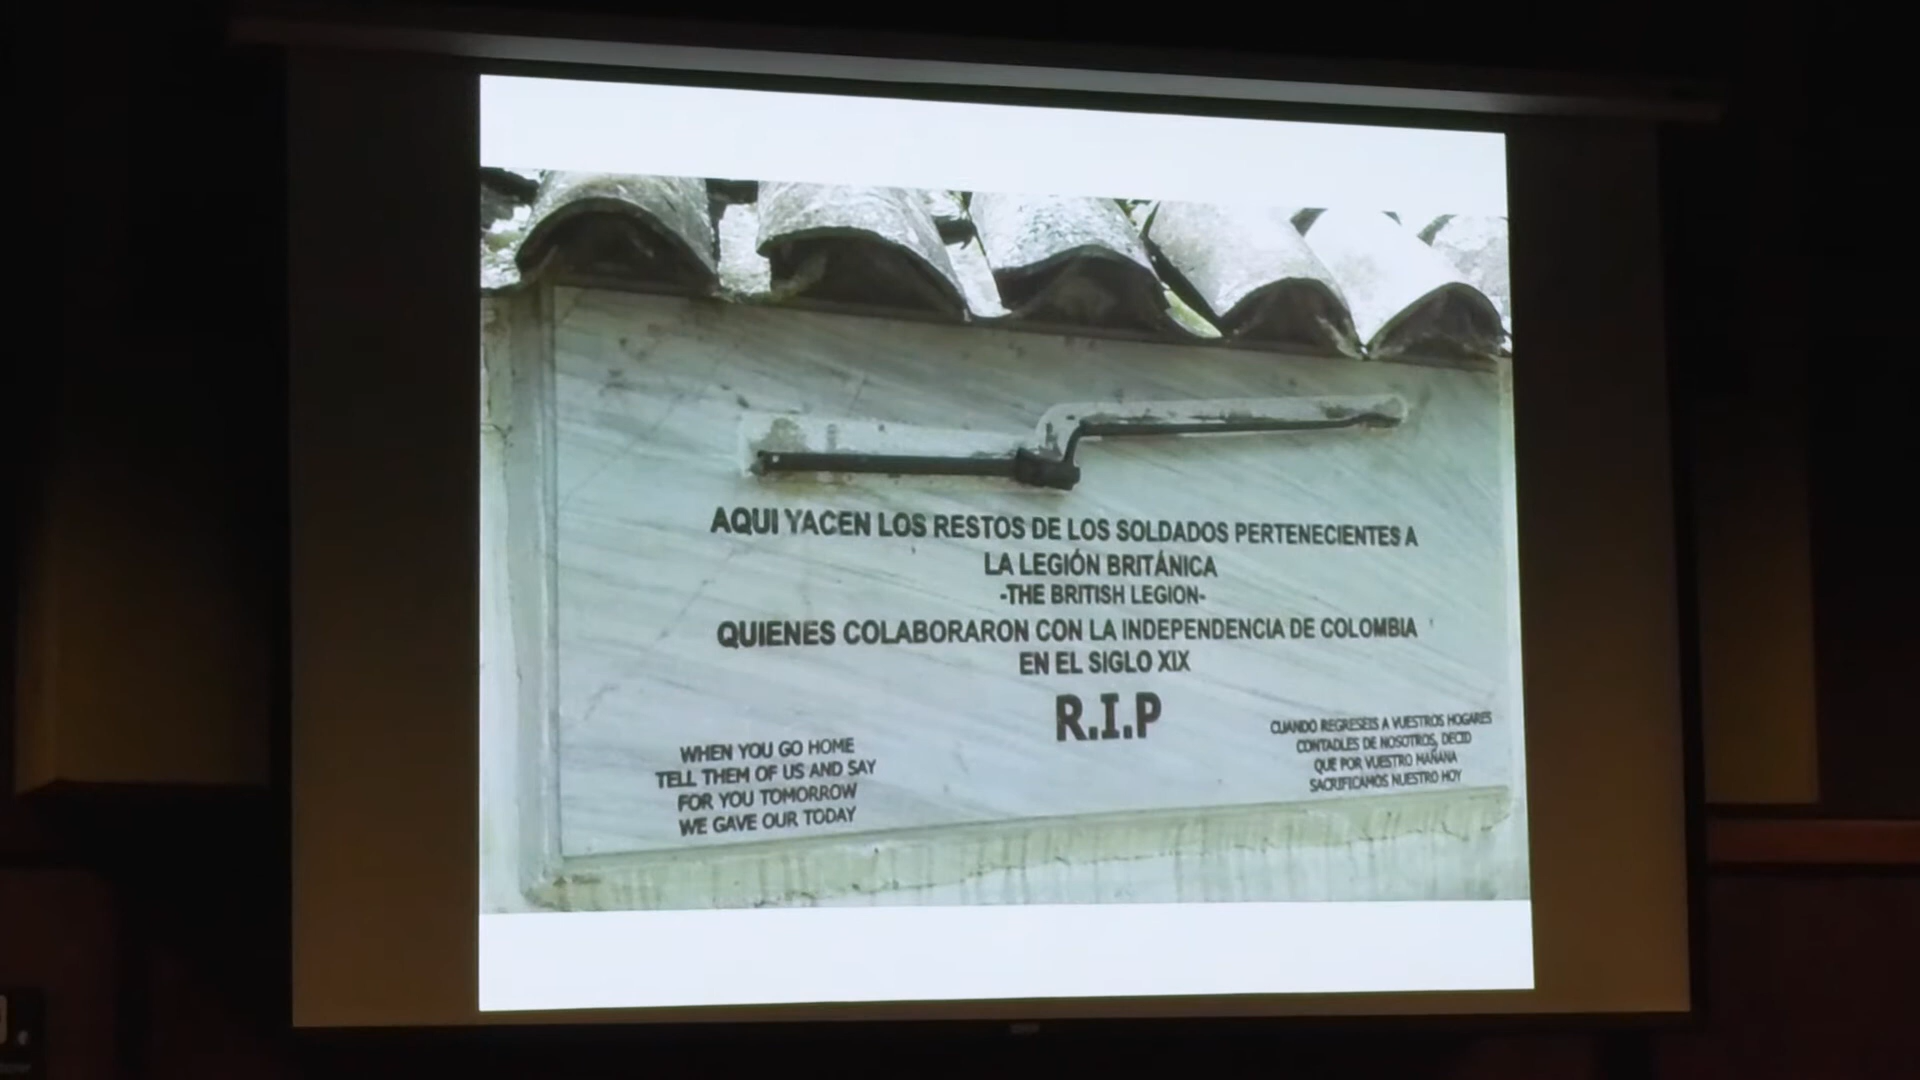 AQUI YACEN LOS RESTOS DE LOS SOLDADOS PERTENECIENTES A
LA LEGIÓN BRITÁNICA
-THE BRITISH LEGION-
QUIENES COLABORARON CON LA INDEPENDENCIA DE COLOMBIA
EN EL SIGLO XIX
R.I.P
WHEN YOU GO HOME
TELL THEM OF US AND SAY
FOR YOU TOMORROW
WE GAVE OUR TODAY
CUANDO REGRESEIS A VUESTROS HOGARES
CONTADLES DE NOSOTROS, DECID
QUE POR VUESTRO MAÑANA
SACRIFICAMOS NUESTRO HOY